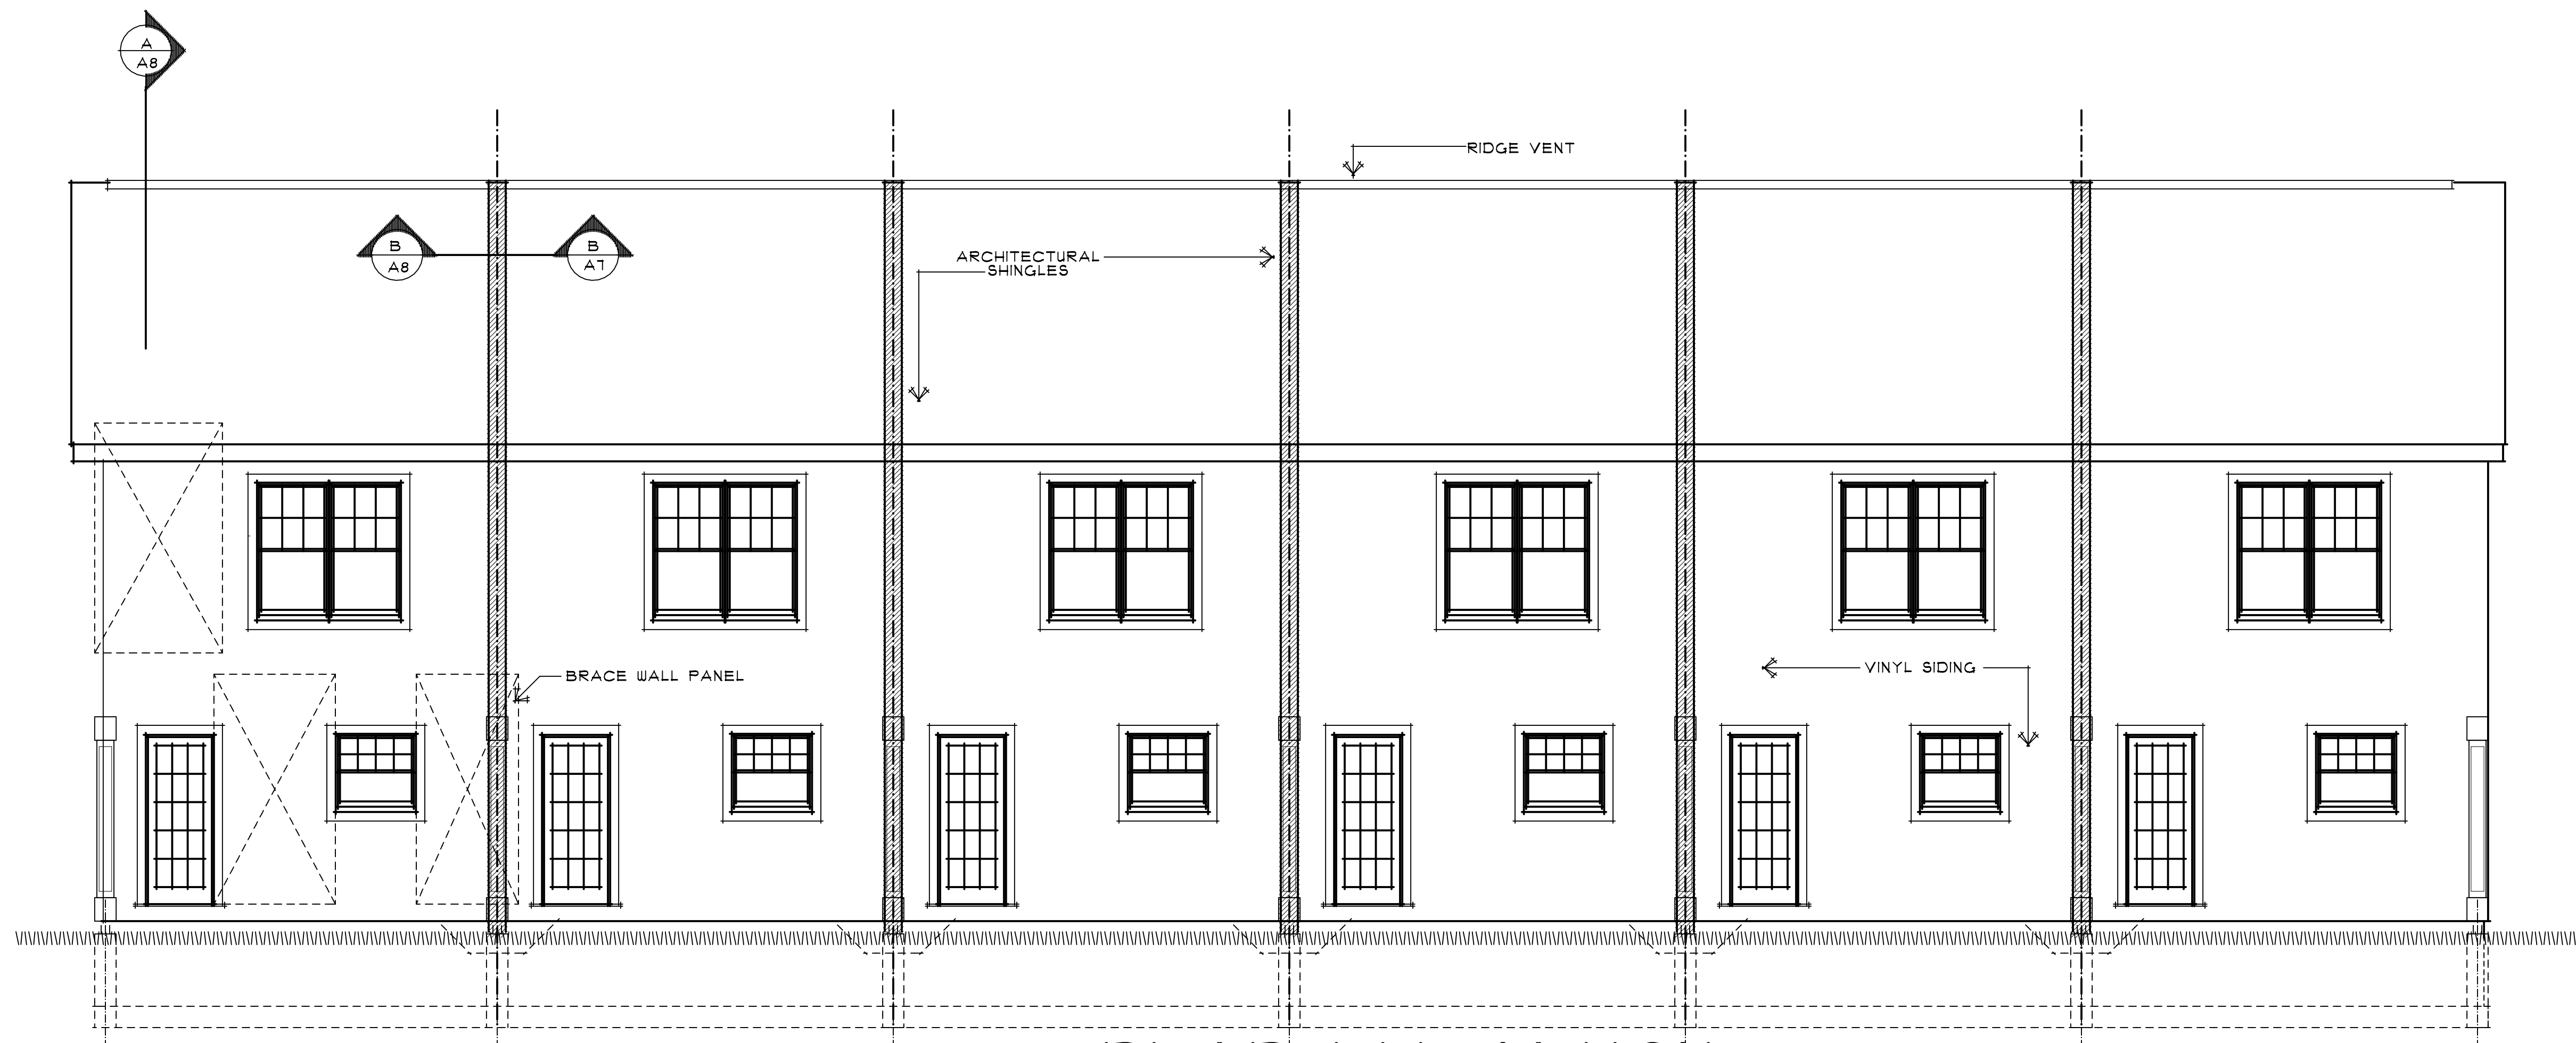 A
A8
RIDGE VENT
B
A8
B
A7
ARCHITECTURAL
SHINGLES
BRACE WALL PANEL
VINYL SIDING